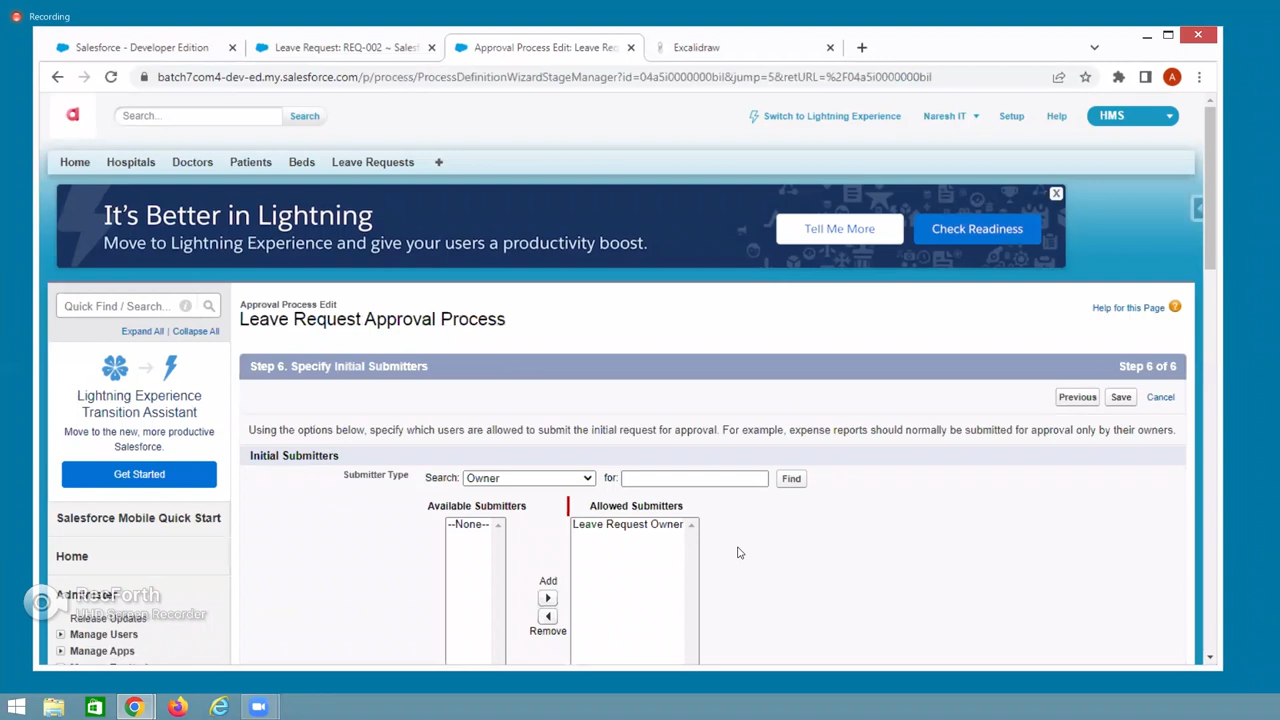 Recording
Salesforce - Developer Edition
Leave Request: REQ-002 ~ Salesf
Approval Process Edit: Leave Req
Excalidraw
batch7com4-dev-ed.my.salesforce.com/p/process/ProcessDefinitionWizardStageManager?id=04a5i0000000bil&jump=5&retURL=%2F04a5i0000000bil
A
Search...
Search
Switch to Lightning Experience
Naresh IT
Setup
Help
HMS
Home
Hospitals
Doctors
Patients
Beds
Leave Requests
It's Better in Lightning
Move to Lightning Experience and give your users a productivity boost.
Tell Me More
Check Readiness
Quick Find / Search...
Expand All | Collapse All
Lightning Experience
Transition Assistant
Move to the new, more productive
Salesforce.
Get Started
Salesforce Mobile Quick Start
Home
Release Updates
Manage Users
Manage Apps
RecForth
UHD Screen Recorder
Approval Process Edit
Leave Request Approval Process
Help for this Page
Step 6. Specify Initial Submitters
Step 6 of 6
Previous
Save
Cancel
Using the options below, specify which users are allowed to submit the initial request for approval. For example, expense reports should normally be submitted for approval only by their owners.
Initial Submitters
Submitter Type
Search:
Owner
for:
Find
Available Submitters
Allowed Submitters
--None--
Leave Request Owner
Add
Remove